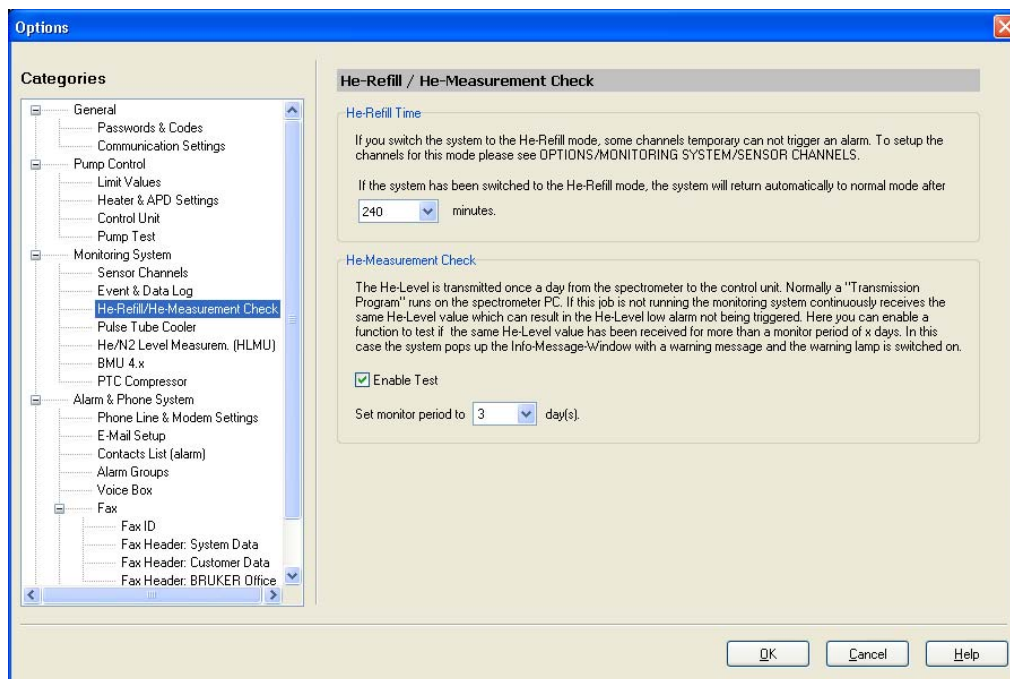 Options
Categories
General
Passwords & Codes
Communication Settings
Pump Control
Limit Values
Heater & APD Settings
Control Unit
Pump Test
Monitoring System
Sensor Channels
Event & Data Log
He-Refill/He-Measurement Check
Pulse Tube Cooler
He/N2 Level Measurem. (HLMU)
BMU 4.x
PTC Compressor
Alarm & Phone System
Phone Line & Modem Settings
E-Mail Setup
Contacts List (alarm)
Alarm Groups
Voice Box
Fax
Fax ID
Fax Header: System Data
Fax Header: Customer Data
Fax Header: BRUKER Office
He-Refill / He-Measurement Check
He-Refill Time
If you switch the system to the He-Refill mode, some channels temporary can not trigger an alarm. To setup the
channels for this mode please see OPTIONS/MONITORING SYSTEM/SENSOR CHANNELS.
If the system has been switched to the He-Refill mode, the system will return automatically to normal mode after
240 minutes.
He-Measurement Check
The He-Level is transmitted once a day from the spectrometer to the control unit. Normally a "Transmission
Program" runs on the spectrometer PC. If this job is not running the monitoring system continuously receives the
same He-Level value which can result in the He-Level low alarm not being triggered. Here you can enable a
function to test if the same He-Level value has been received for more than a monitor period of x days. In this
case the system pops up the Info-Message-Window with a warning message and the warning lamp is switched on.
Enable Test
Set monitor period to 3 day(s).
OK Cancel Help